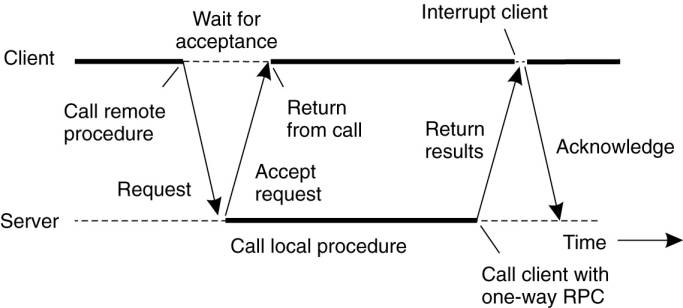 Interrupt client
Wait for
acceptance
Client
Call remote
procedure
Return
from call
Return
results
Acknowledge
Request
Accept
request
Server
Call local procedure
Time
Call client with
one-way RPC